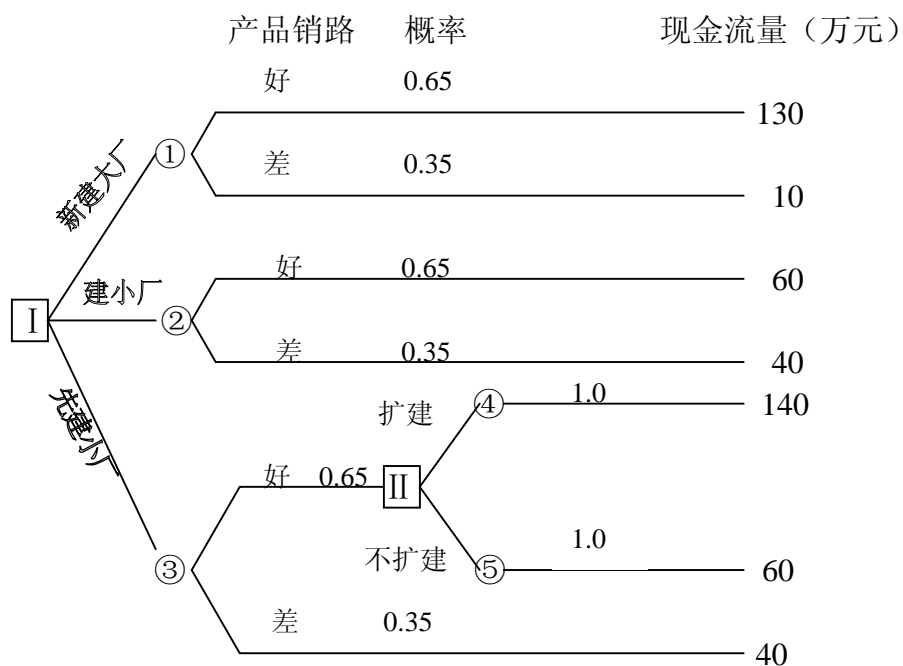 产品销路 概率 现金流量（万元）
好 0.65
130
新建大厂 ① 差 0.35
10
好 0.65 60
建小厂
Ⅰ ②
差 0.35 40
先建小厂 扩建 ④ 1.0 140
好 0.65 Ⅱ
1.0
不扩建
③ ⑤ 60
差 0.35
40